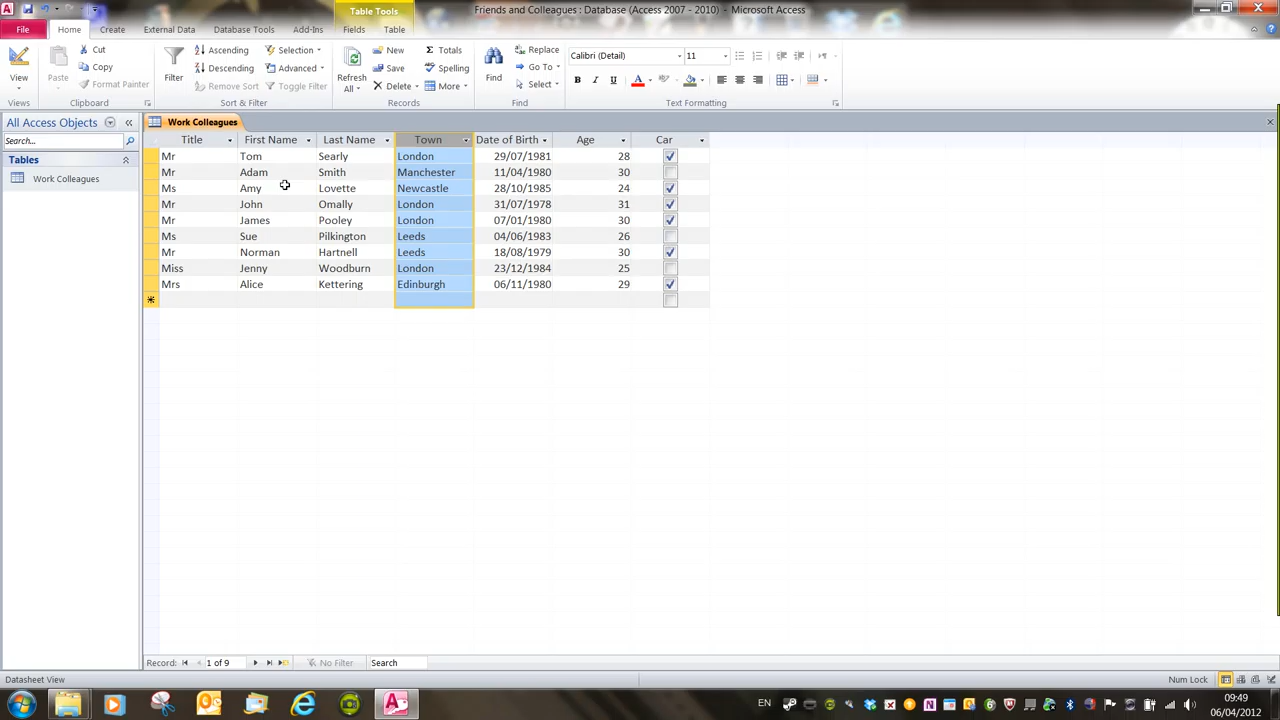 Table Tools
Friends and Colleagues : Database (Access 2007 - 2010) - Microsoft Access
File Home Create External Data Database Tools Add-Ins Fields Table
View
Views
Paste
Cut
Copy
Format Painter
Clipboard
Filter
Ascending
Descending
Remove Sort
Selection
Advanced
Toggle Filter
Sort & Filter
Refresh All
New
Save
Delete
Totals
Spelling
More
Records
Find
Replace
Go To
Select
Find
Calibri (Detail) 11
B I U A
Text Formatting
All Access Objects
Search...
Tables
Work Colleagues
Work Colleagues
Title First Name Last Name Town Date of Birth Age Car
Mr Tom Searly London 29/07/1981 28
Mr Adam Smith Manchester 11/04/1980 30
Ms Amy Lovette Newcastle 28/10/1985 24
Mr John Omally London 31/07/1978 31
Mr James Pooley London 07/01/1980 30
Ms Sue Pilkington Leeds 04/06/1983 26
Mr Norman Hartnell Leeds 18/08/1979 30
Miss Jenny Woodburn London 23/12/1984 25
Mrs Alice Kettering Edinburgh 06/11/1980 29
Record: 1 of 9 No Filter Search
Datasheet View Num Lock
EN 09:49
06/04/2012